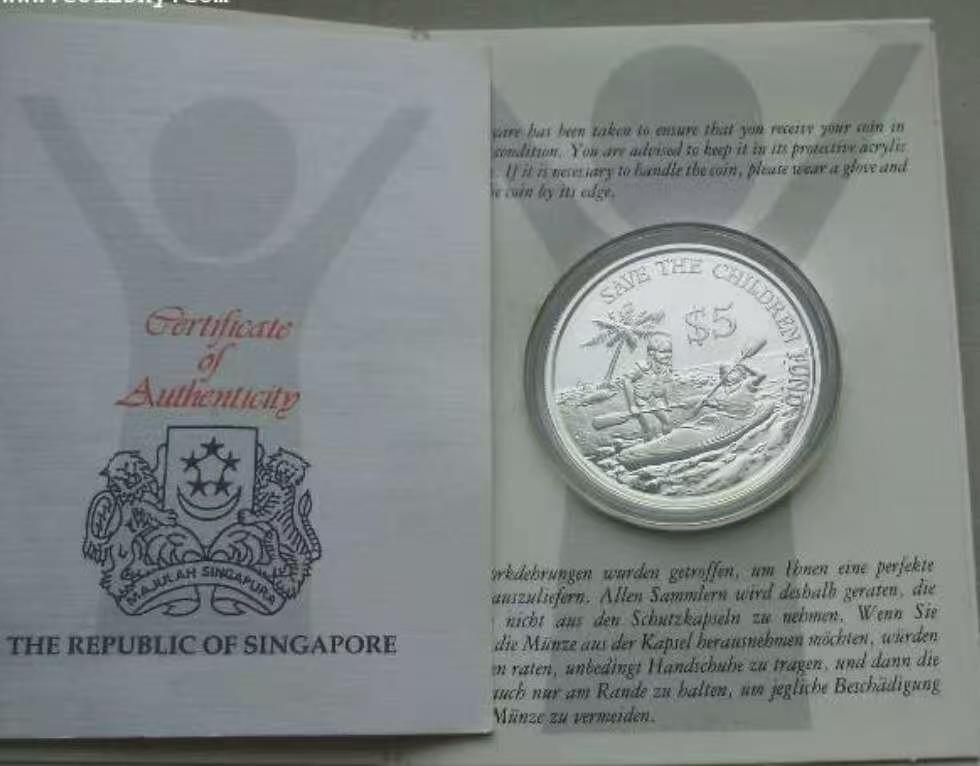 Certificate
of
Authenticity
MAJULAH SINGAPURA
THE REPUBLIC OF SINGAPORE
care has been taken to ensure that you receive your coin in
condition. You are advised to keep it in its protective acrylic
If it is necessary to handle the coin, please wear a glove and
coin by its edge.
SAVE THE CHILDREN FUND
$5
wurden getroffen, um Ihnen eine perfekte
auszuliefern. Allen Sammlern wird deshalb geraten, die
nicht aus den Schutzkapseln zu nehmen. Wenn Sie
die Münze aus der Kapsel herausnehmen möchten, würden
raten, unbedingt Handschuhe zu tragen, und dann die
auch nur am Rande zu halten, um jegliche Beschädigung
Münze zu vermeiden.